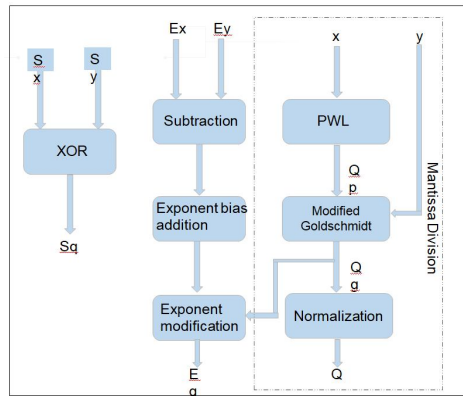 Ex
Ey
x
y
S
x
S
y
Subtraction
PWL
XOR
Q
p
Exponent bias
addition
Modified
Goldschmidt
Mantissa Division
Sq
Q
g
Exponent
modification
Normalization
E
q
Q